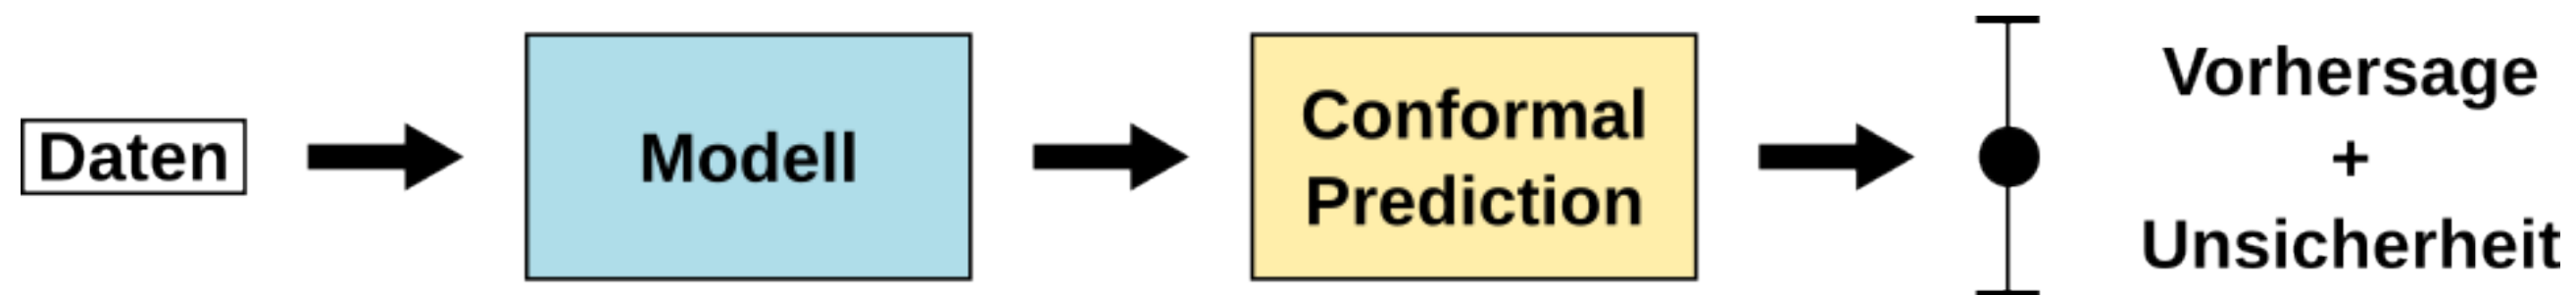 Daten
Modell
Conformal
Prediction
Vorhersage
+
Unsicherheit